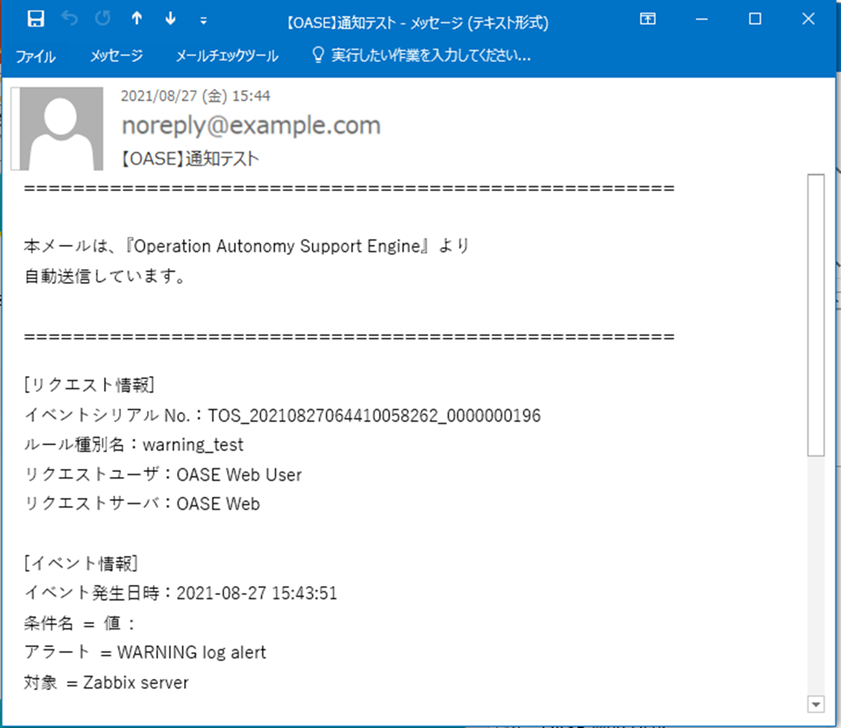 【OASE】通知テスト - メッセージ (テキスト形式)
ファイル メッセージ メールチェックツール 実行したい作業を入力してください...
2021/08/27 (金) 15:44
noreply@example.com
【OASE】通知テスト
=====================================================
本メールは、『Operation Autonomy Support Engine』より
自動送信しています。
=====================================================
[リクエスト情報]
イベントシリアル No.：TOS_20210827064410058262_0000000196
ルール種別名：warning_test
リクエストユーザ：OASE Web User
リクエストサーバ：OASE Web
[イベント情報]
イベント発生日時：2021-08-27 15:43:51
条件名 = 値 :
アラート = WARNING log alert
対象 = Zabbix server